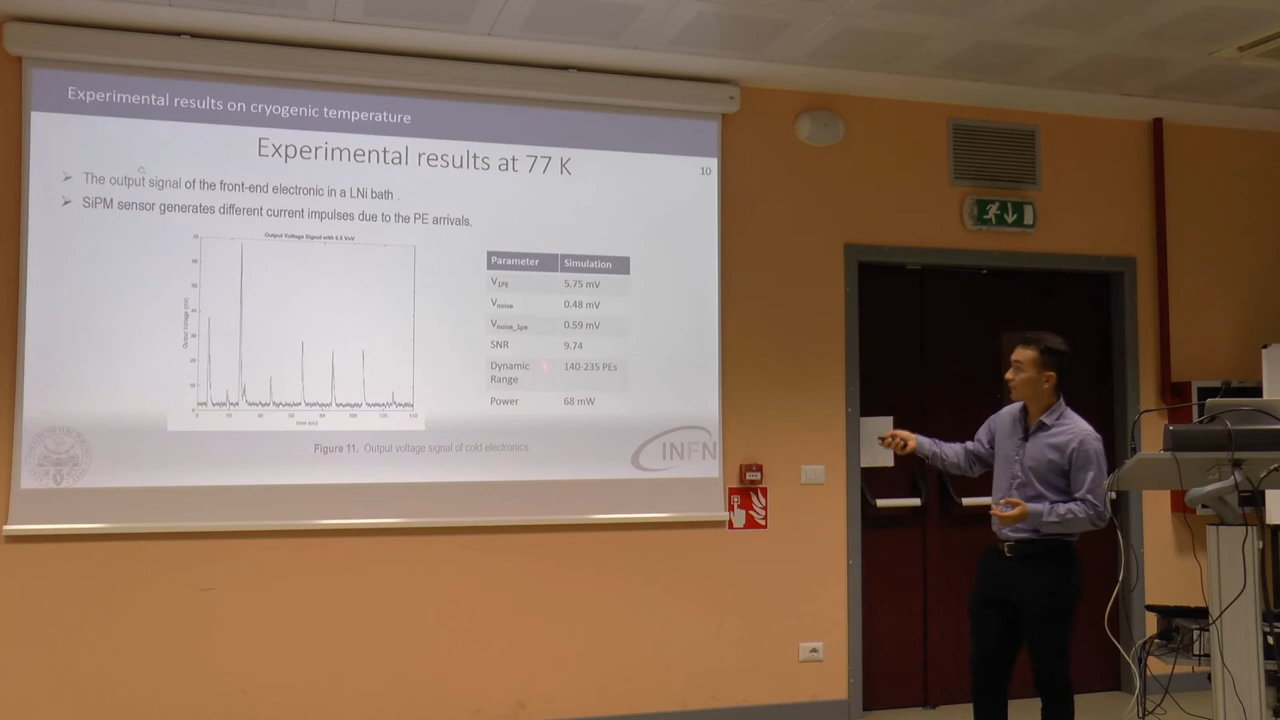 Experimental results on cryogenic temperature
Experimental results at 77 K
10
The output signal of the front-end electronic in a LNi bath .
SiPM sensor generates different current impulses due to the PE arrivals.
Output Voltage Signal with 6.6 VoV
Output Voltage (mV)
Parameter Simulation
V1PE 5.75 mV
Vnoise 0.48 mV
Vnoise_1pe 0.59 mV
SNR 9.74
Dynamic Range 140-235 PEs
Power 68 mW
Figure 11. Output voltage signal of cold electronics
INFN